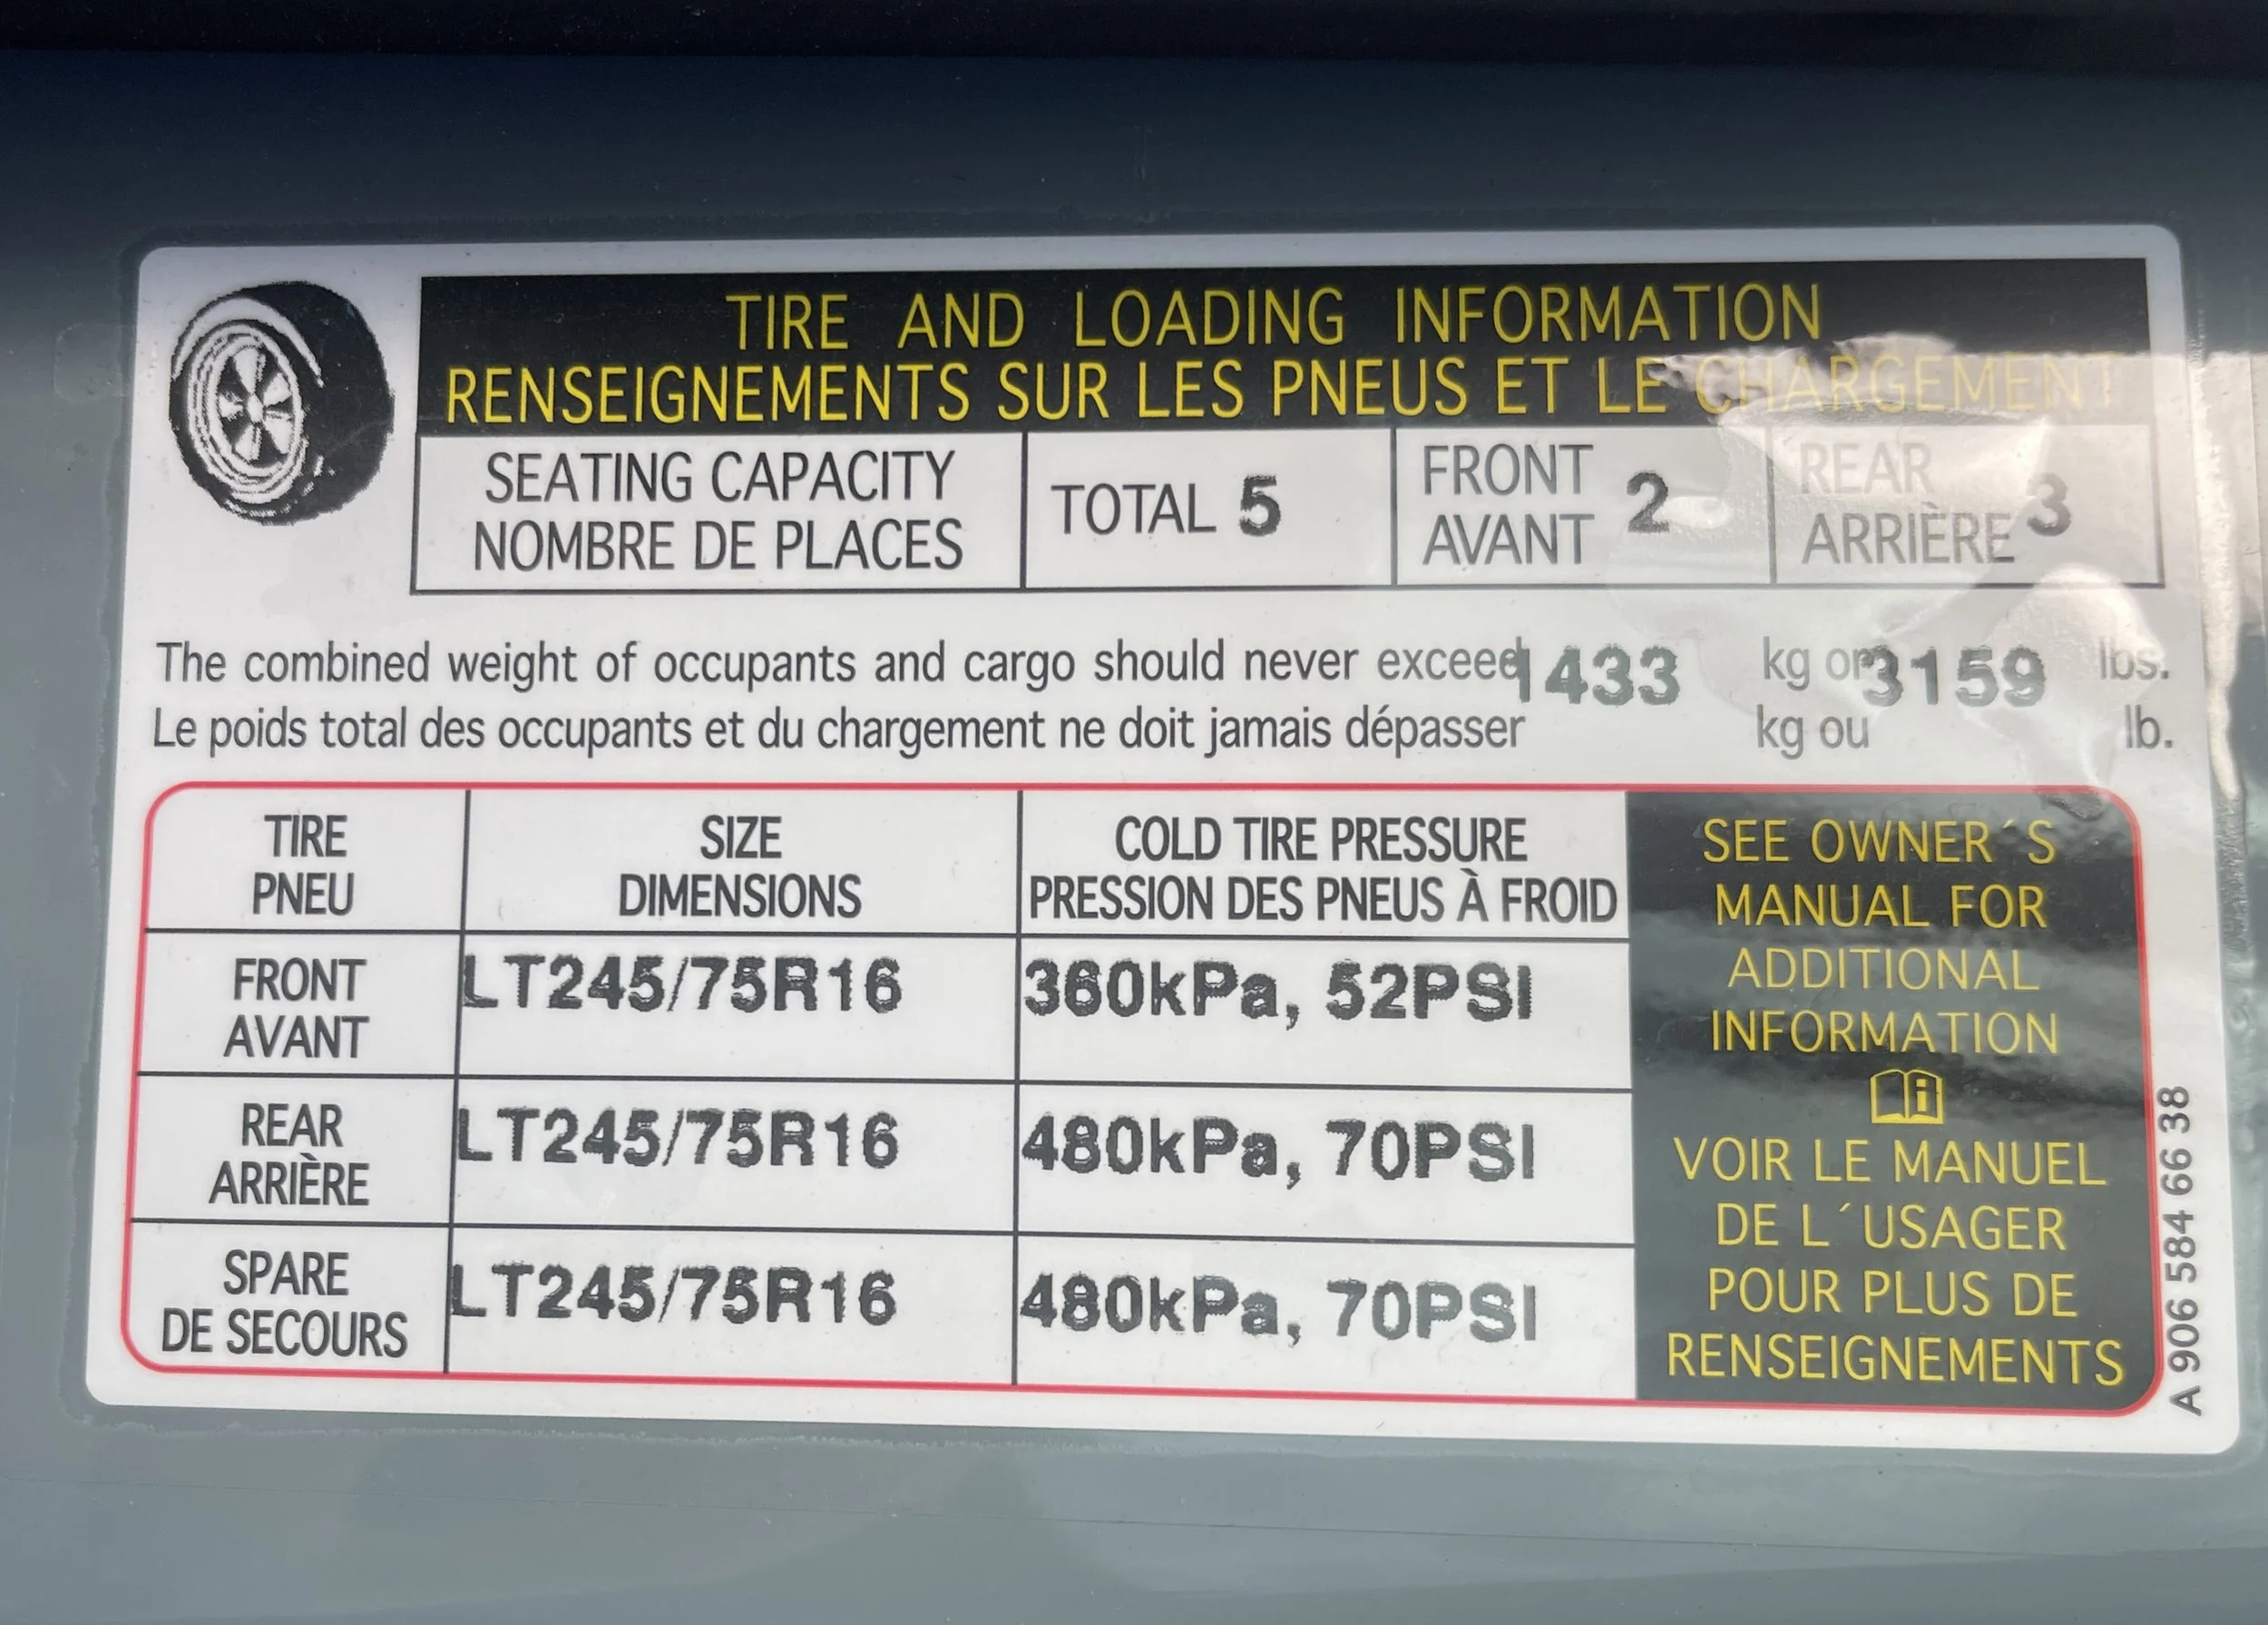 TIRE AND LOADING INFORMATION
RENSEIGNEMENTS SUR LES PNEUS ET LE CHARGEMENT
SEATING CAPACITY
NOMBRE DE PLACES
TOTAL 5
FRONT
AVANT
2
REAR
ARRIÈRE
3
The combined weight of occupants and cargo should never exceed 1433 kg or 3159 lbs.
Le poids total des occupants et du chargement ne doit jamais dépasser kg ou lb.
TIRE
PNEU
SIZE
DIMENSIONS
COLD TIRE PRESSURE
PRESSION DES PNEUS À FROID
FRONT
AVANT
LT245/75R16
360kPa, 52PSI
REAR
ARRIÈRE
LT245/75R16
480kPa, 70PSI
SPARE
DE SECOURS
LT245/75R16
480kPa, 70PSI
SEE OWNER´S
MANUAL FOR
ADDITIONAL
INFORMATION
VOIR LE MANUEL
DE L´USAGER
POUR PLUS DE
RENSEIGNEMENTS
A 906 584 66 38